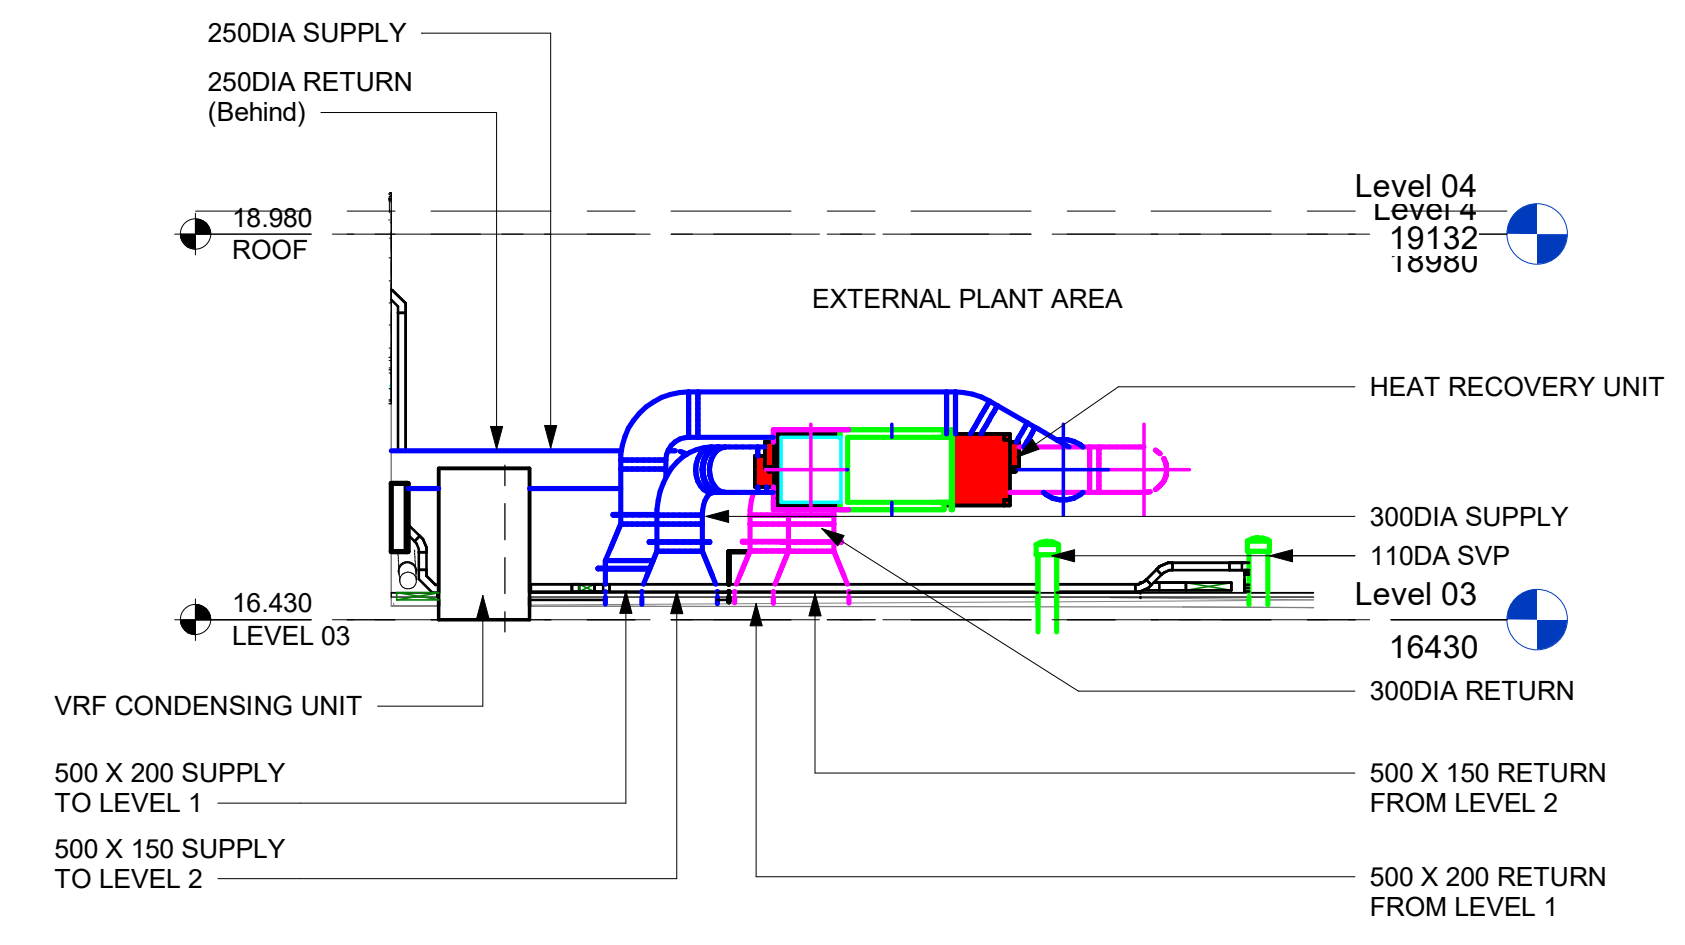 250DIA SUPPLY
250DIA RETURN
(Behind)
Level 04
Level 4
19132
18980
18.980
ROOF
EXTERNAL PLANT AREA
HEAT RECOVERY UNIT
300DIA SUPPLY
110DA SVP
Level 03
16430
16.430
LEVEL 03
300DIA RETURN
VRF CONDENSING UNIT
500 X 200 SUPPLY
TO LEVEL 1
500 X 150 RETURN
FROM LEVEL 2
500 X 150 SUPPLY
TO LEVEL 2
500 X 200 RETURN
FROM LEVEL 1